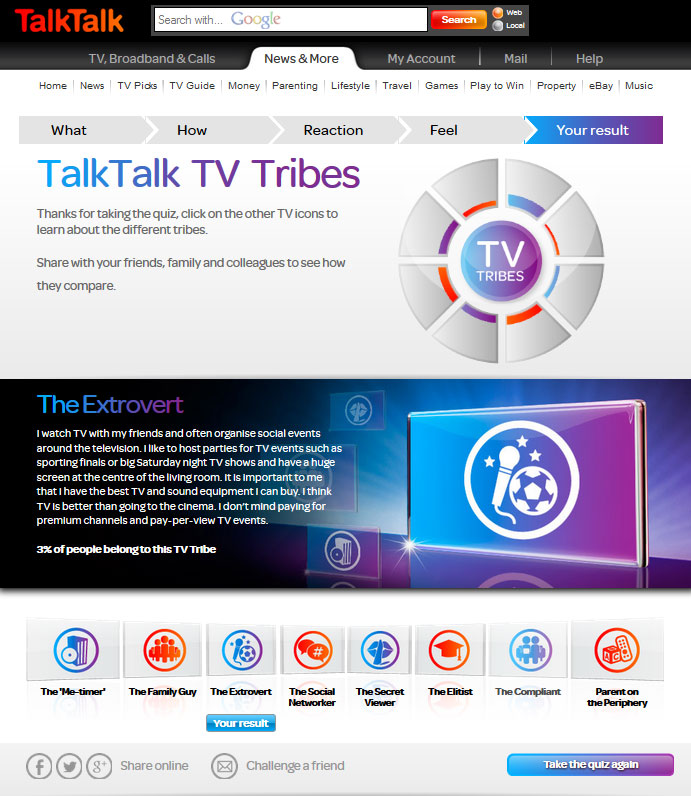 TalkTalk
Search with... Google
Search
Web
Local
TV, Broadband & Calls
News & More
My Account
Mail
Help
Home
News
TV Picks
TV Guide
Money
Parenting
Lifestyle
Travel
Games
Play to Win
Property
eBay
Music
What
How
Reaction
Feel
Your result
TalkTalk TV Tribes
Thanks for taking the quiz, click on the other TV icons to
learn about the different tribes.
Share with your friends, family and colleagues to see how
they compare.
TV
TRIBES
The Extrovert
I watch TV with my friends and often organise social events
around the television. I like to host parties for TV events such as
sporting finals or big Saturday night TV shows and have a huge
screen at the centre of the living room. It is important to me
that I have the best TV and sound equipment I can buy. I think
TV is better than going to the cinema. I don't mind paying for
premium channels and pay-per-view TV events.
3% of people belong to this TV Tribe
#
A
B
C
The 'Me-timer'
The Family Guy
The Extrovert
The Social
Networker
The Secret
Viewer
The Elitist
The Compliant
Parent on
the Periphery
Your result
f
g+
Share online
Challenge a friend
Take the quiz again